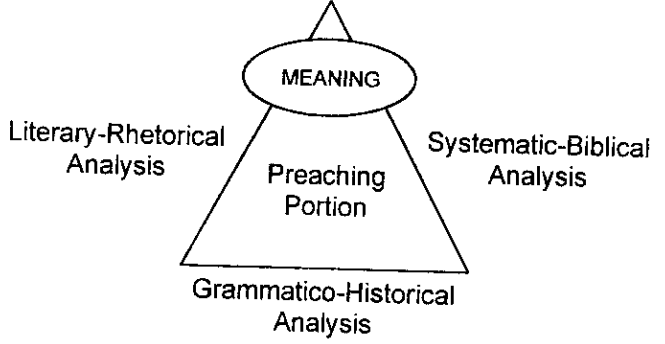 MEANING
Literary-Rhetorical
Analysis
Systematic-Biblical
Analysis
Preaching
Portion
Grammatico-Historical
Analysis